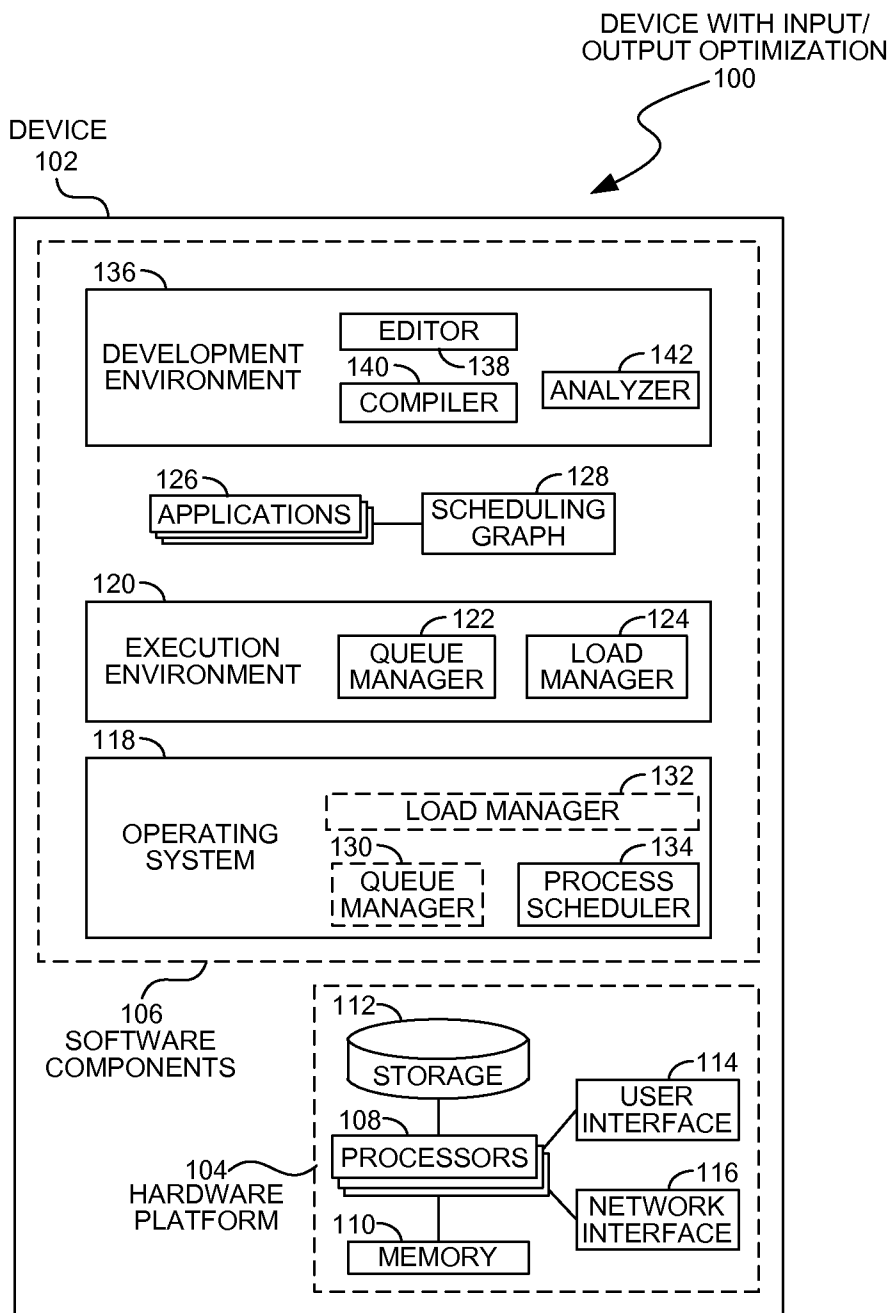 DEVICE WITH INPUT/
OUTPUT OPTIMIZATION
100
DEVICE
102
136
DEVELOPMENT
ENVIRONMENT
EDITOR
138
140
COMPILER
142
ANALYZER
126
APPLICATIONS
128
SCHEDULING
GRAPH
120
EXECUTION
ENVIRONMENT
122
QUEUE
MANAGER
124
LOAD
MANAGER
118
OPERATING
SYSTEM
132
LOAD MANAGER
130
QUEUE
MANAGER
134
PROCESS
SCHEDULER
106
SOFTWARE
COMPONENTS
112
STORAGE
108
PROCESSORS
114
USER
INTERFACE
104
HARDWARE
PLATFORM
116
NETWORK
INTERFACE
110
MEMORY